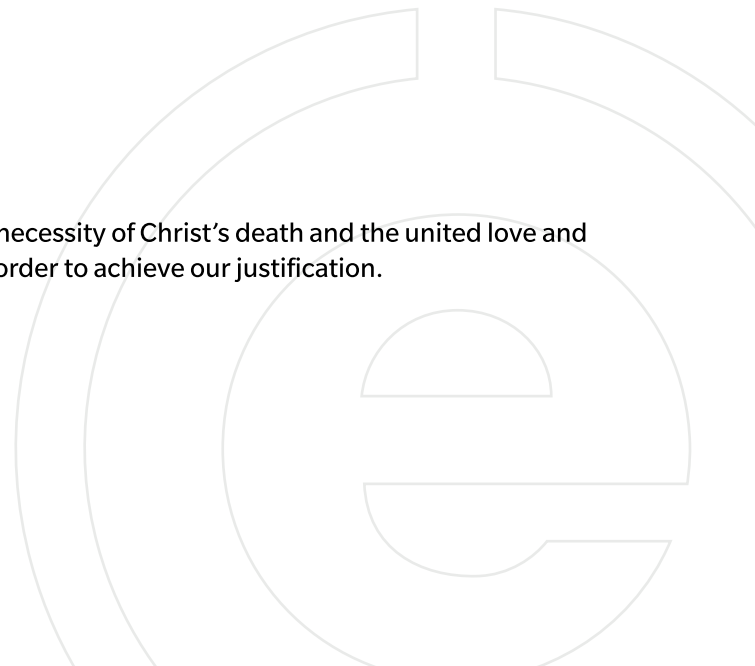 necessity of Christ’s death and the united love and
order to achieve our justification.